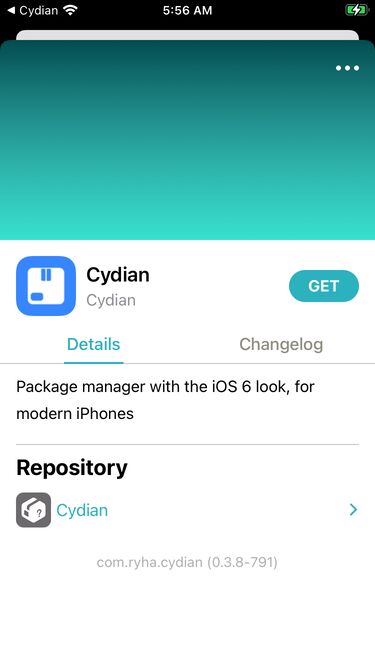 ◀ Cydian
5:56 AM
Cydian
GET
Cydian
Details
Changelog
Package manager with the iOS 6 look, for
modern iPhones
Repository
?
Cydian
com.ryha.cydian (0.3.8-791)